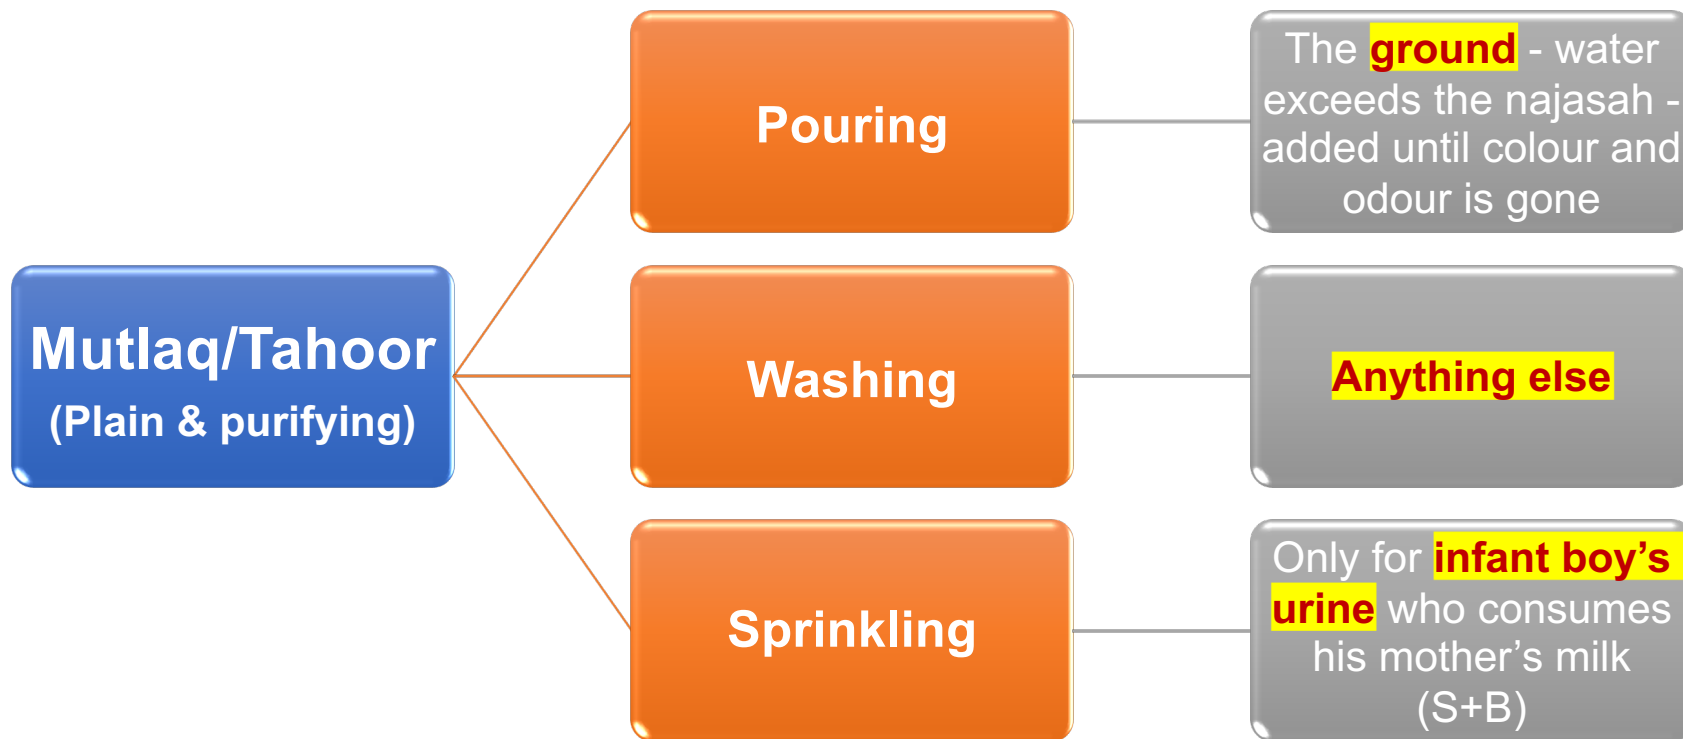 Mutlaq/Tahoor
(Plain & purifying)
Pouring
The ground - water
exceeds the najasah -
added until colour and
odour is gone
Washing
Anything else
Sprinkling
Only for infant boy’s
urine who consumes
his mother’s milk
(S+B)